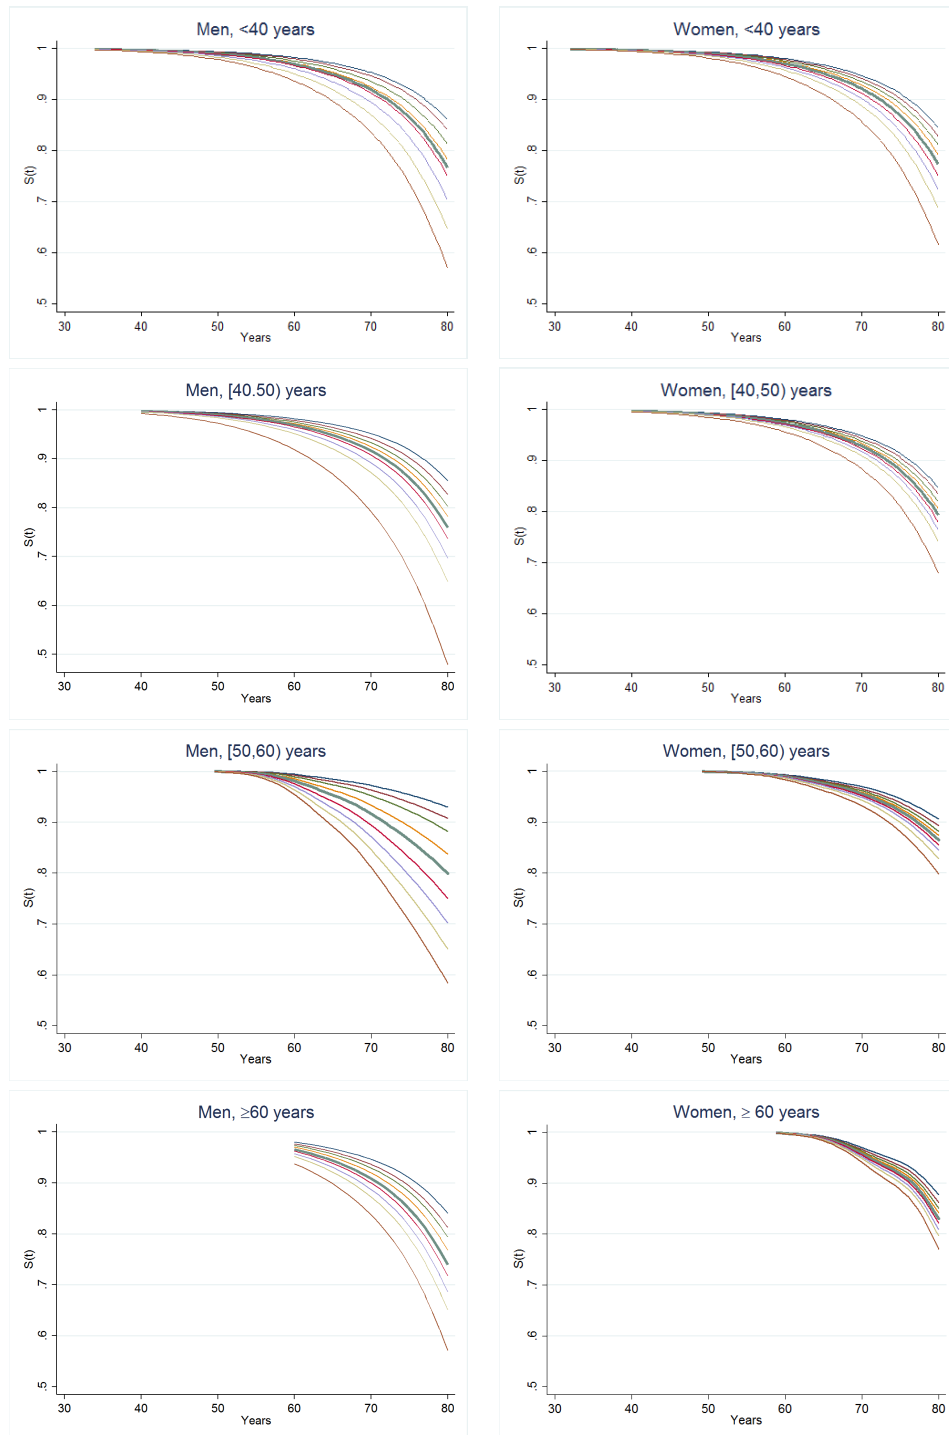 Men, <40 years
1
.9
.8
.7
.6
.5
S(t)
30 40 50 60 70 80
Years
Women, <40 years
1
.9
.8
.7
.6
.5
S(t)
30 40 50 60 70 80
Years
Men, [40.50) years
1
.9
.8
.7
.6
.5
S(t)
30 40 50 60 70 80
Years
Women, [40,50) years
1
.9
.8
.7
.6
.5
S(t)
30 40 50 60 70 80
Years
Men, [50,60) years
1
.9
.8
.7
.6
.5
S(t)
30 40 50 60 70 80
Years
Women, [50,60) years
1
.9
.8
.7
.6
.5
S(t)
30 40 50 60 70 80
Years
Men, ≥60 years
1
.9
.8
.7
.6
.5
S(t)
30 40 50 60 70 80
Years
Women, ≥ 60 years
1
.9
.8
.7
.6
.5
S(t)
30 40 50 60 70 80
Years